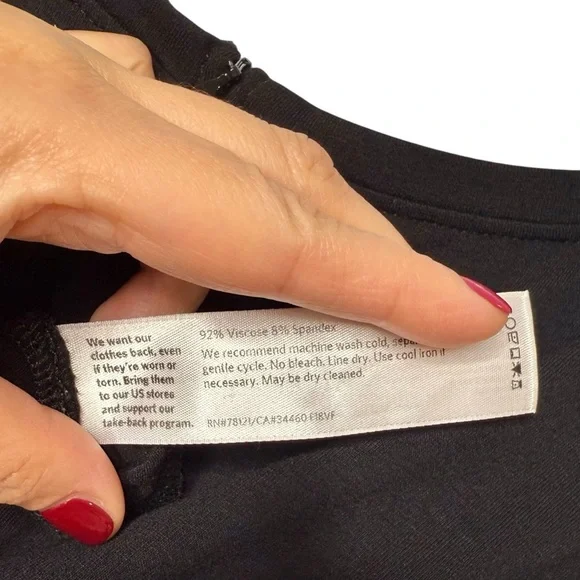 We want our
clothes back, even
if they're worn or
torn. Bring them
to our US stores
and support our
take-back program.
92% Viscose 8% Spandex
We recommend machine wash cold,
gentle cycle. No bleach. Line dry. Use cool iron if
necessary. May be dry cleaned.
RN#78121/CA#34460 F18VF